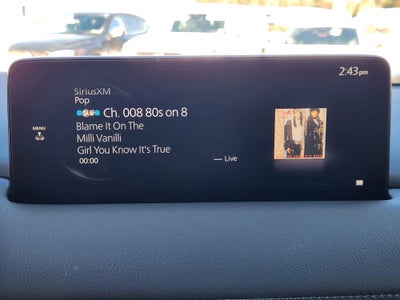 2:43pm
SiriusXM
Pop
Ch. 008 80s on 8
Blame It On The
Milli Vanilli
Girl You Know It's True
00:00
Live
MENU